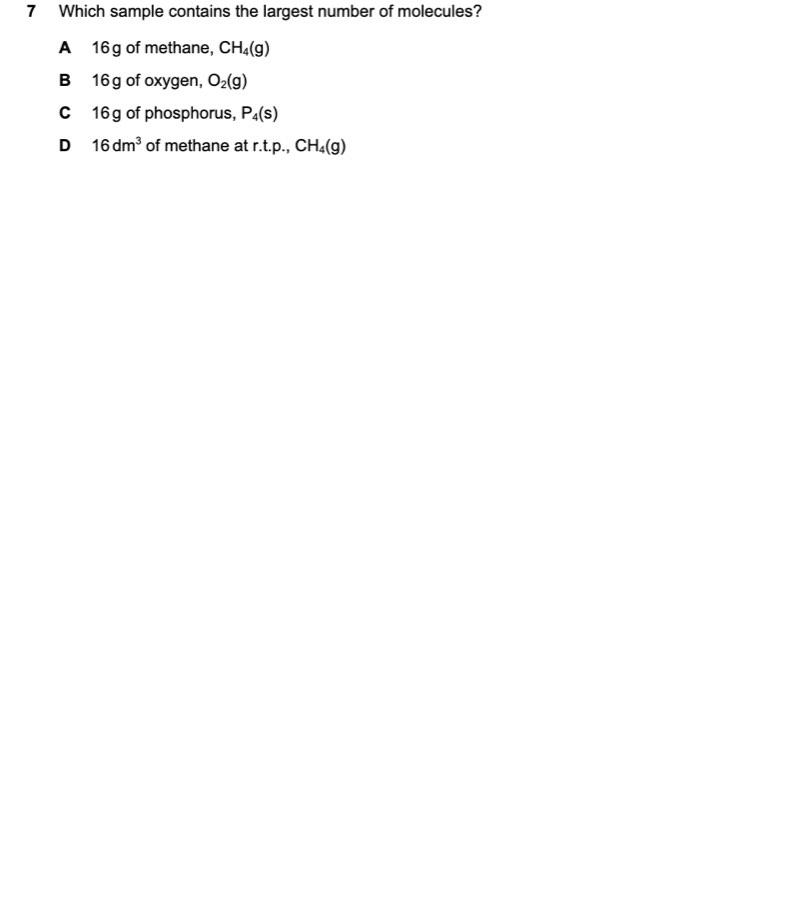 7 Which sample contains the largest number of molecules?
A 16 g of methane, CH₄(g)
B 16 g of oxygen, O₂(g)
C 16 g of phosphorus, P₄(s)
D 16 dm³ of methane at r.t.p., CH₄(g)